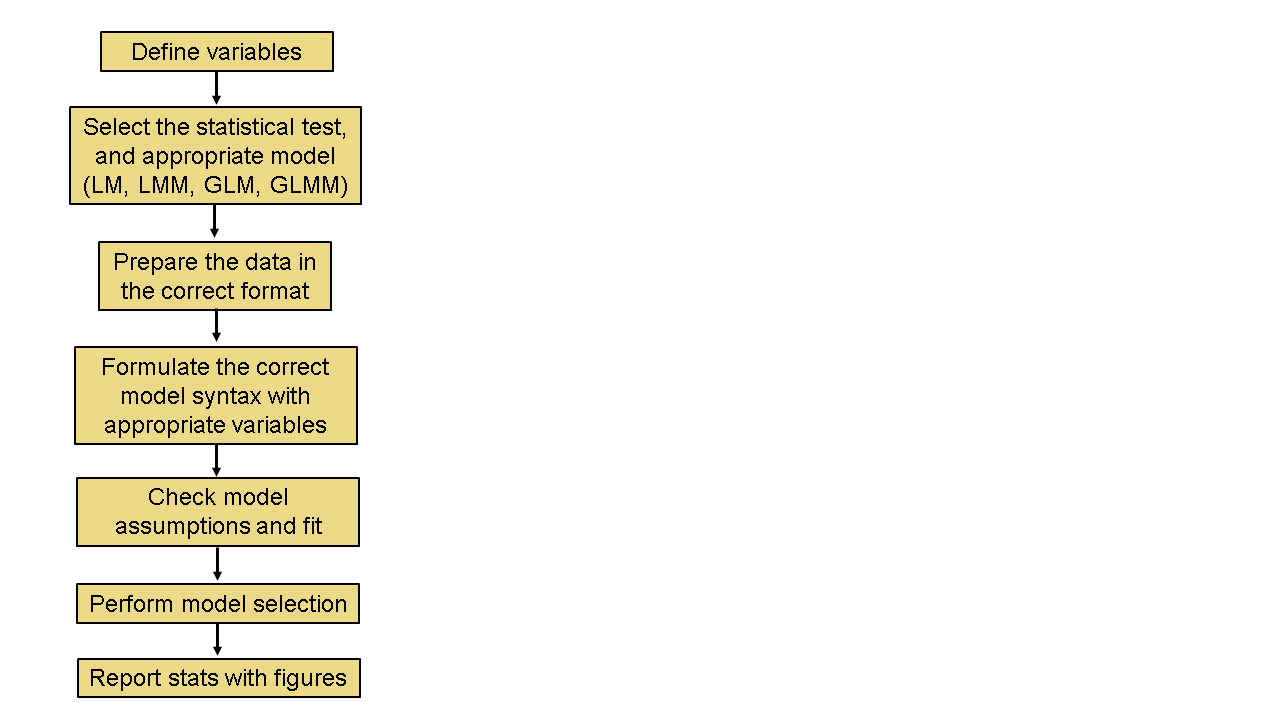 Define variables
Select the statistical test,
and appropriate model
(LM, LMM, GLM, GLMM)
Prepare the data in
the correct format
Formulate the correct
model syntax with
appropriate variables
Check model
assumptions and fit
Perform model selection
Report stats with figures